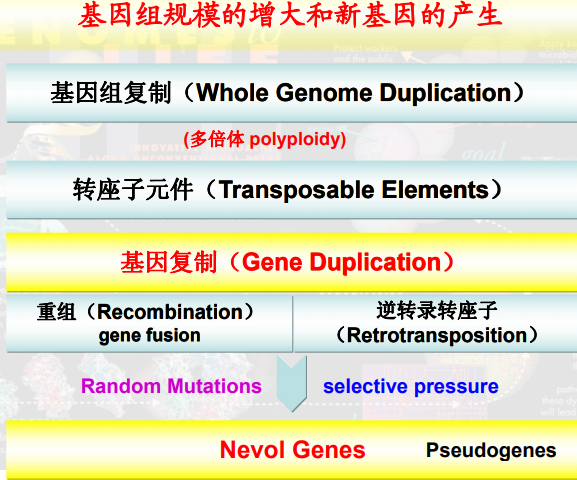 基因组规模的增大和新基因的产生
基因组复制（Whole Genome Duplication）
(多倍体 polyploidy)
转座子元件（Transposable Elements）
基因复制（Gene Duplication）
重组（Recombination）
gene fusion
逆转录转座子
（Retrotransposition）
Random Mutations
selective pressure
Nevol Genes
Pseudogenes